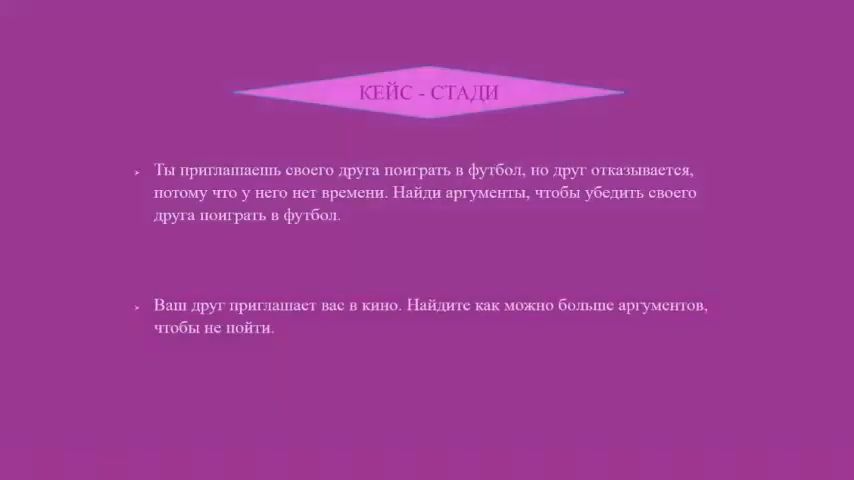 КЕЙС - СТАДИ
Ты приглашаешь своего друга поиграть в футбол, но друг отказывается,
потому что у него нет времени. Найди аргументы, чтобы убедить своего
друга поиграть в футбол.
Ваш друг приглашает вас в кино. Найдите как можно больше аргументов,
чтобы не пойти.